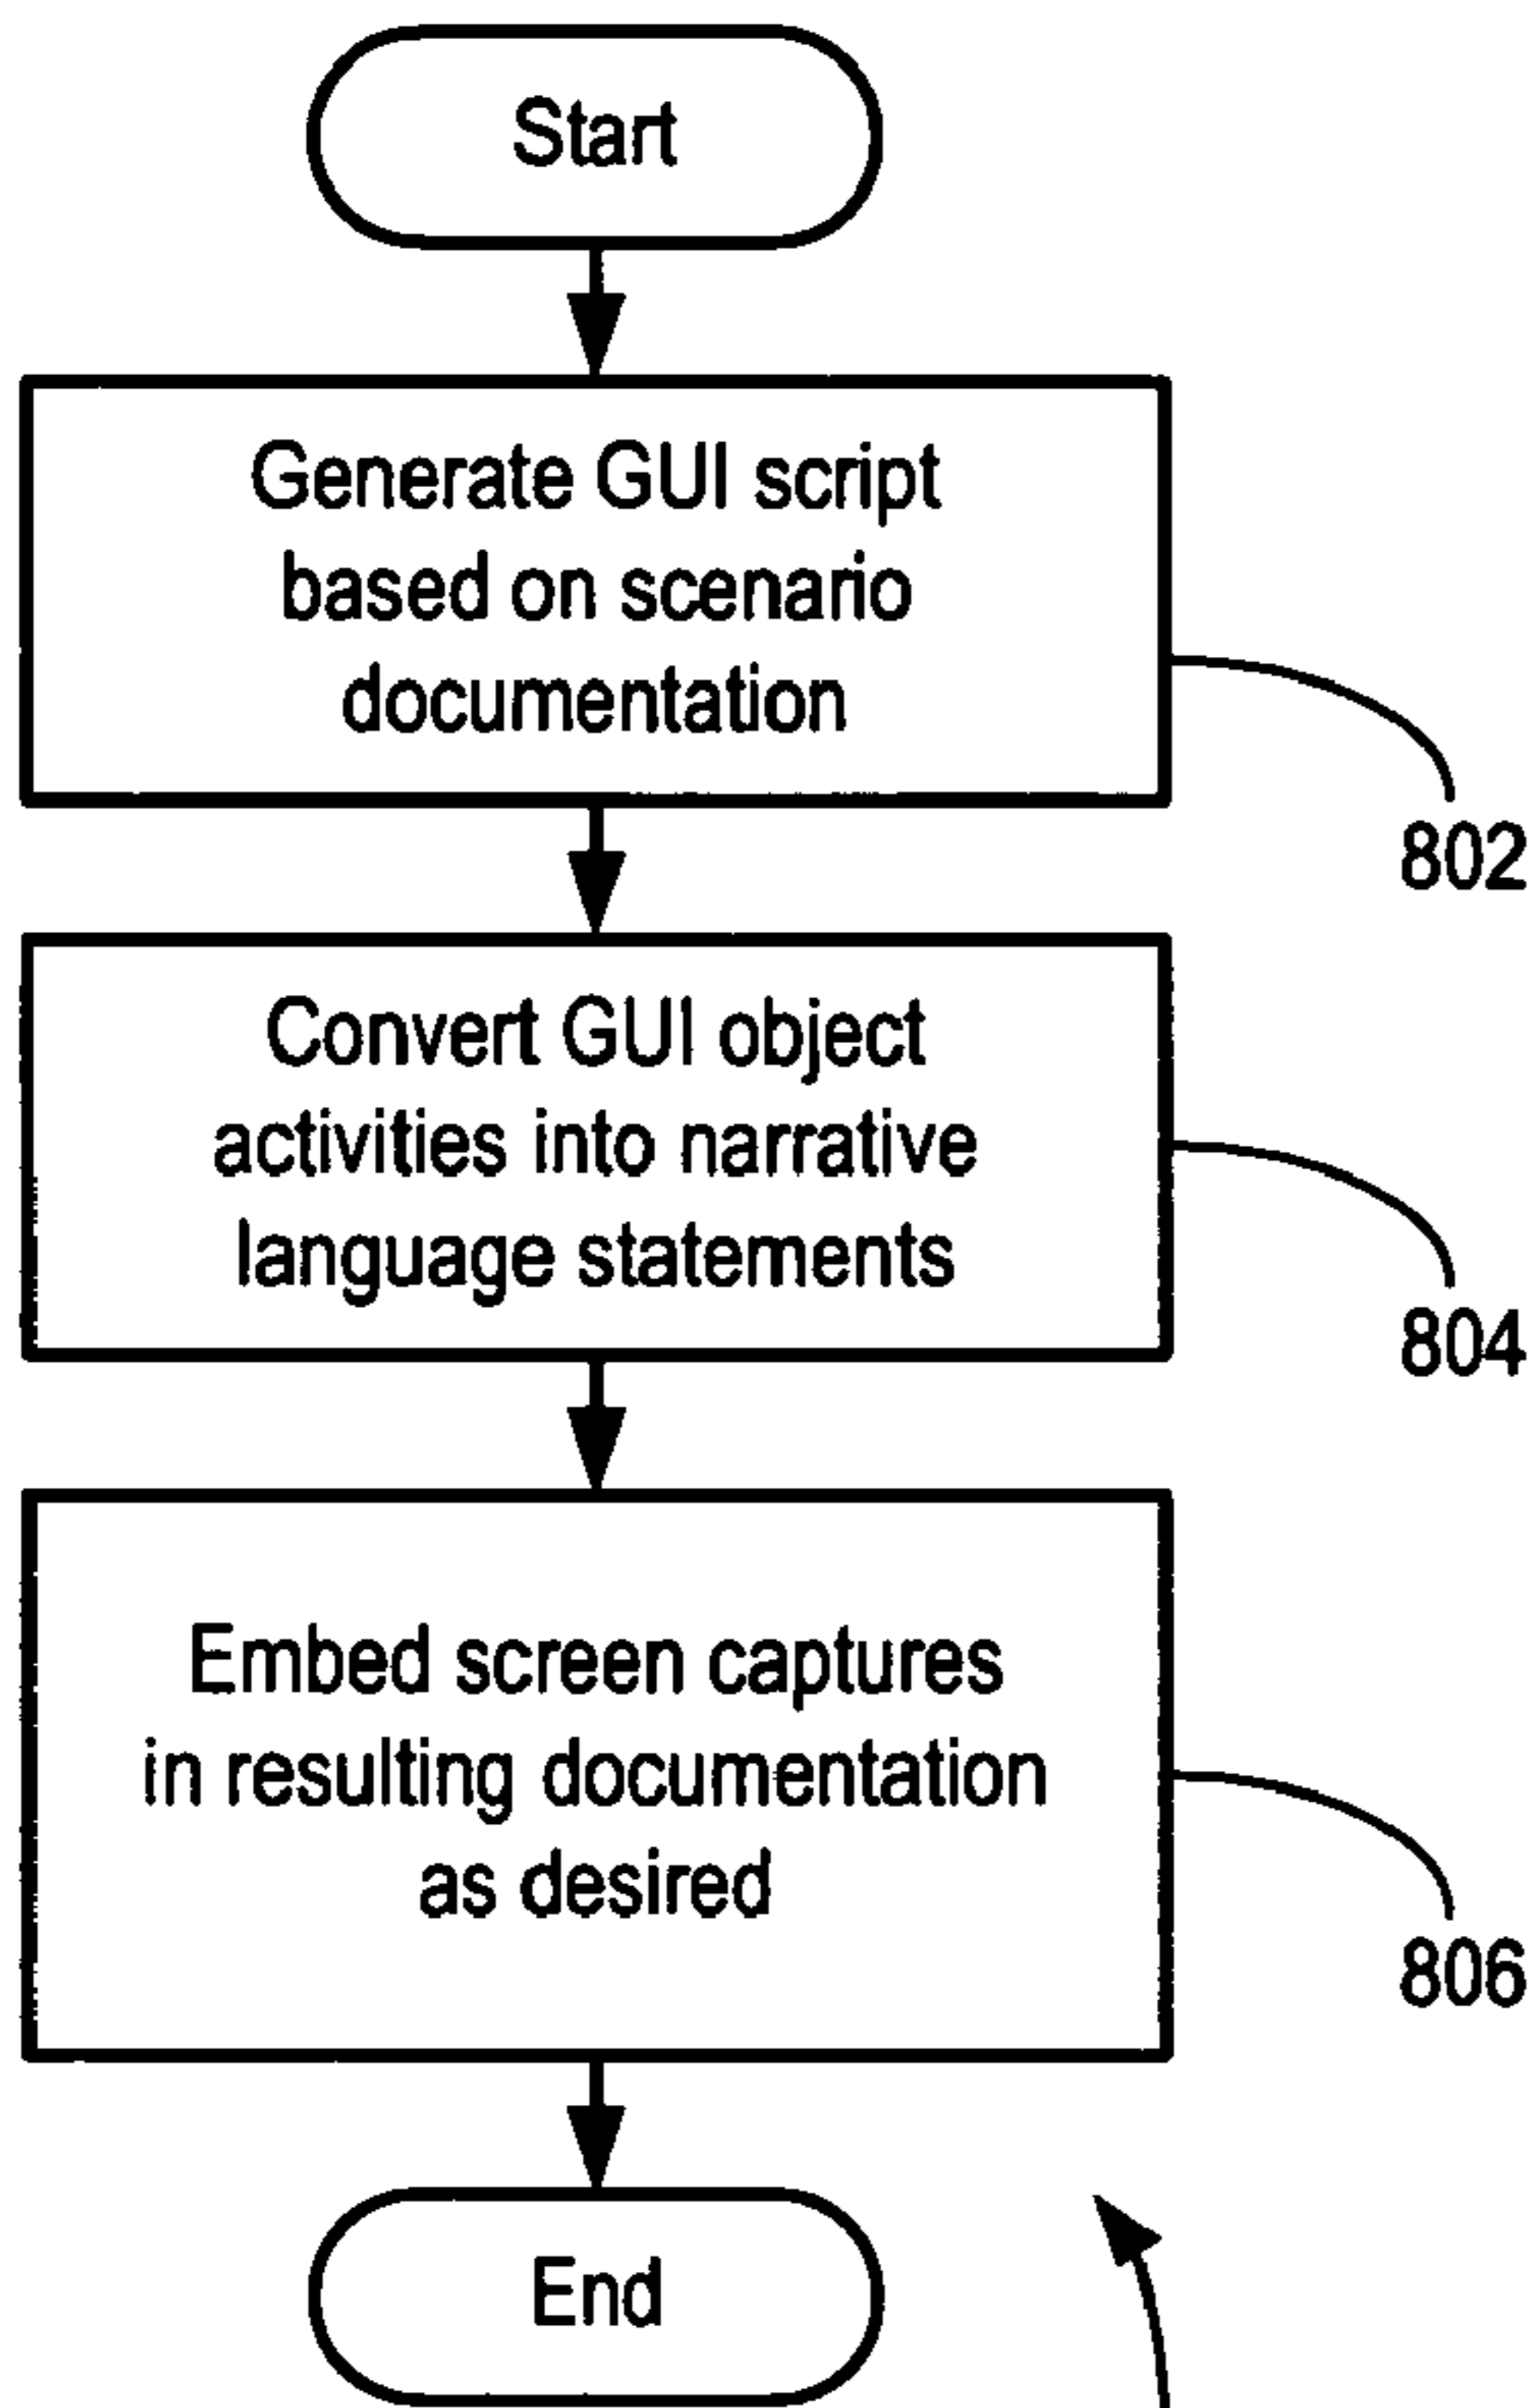 Start
Generate GUI script
based on scenario
documentation
802
Convert GUI object
activities into narrative
language statements
804
Embed screen captures
in resulting documentation
as desired
806
End